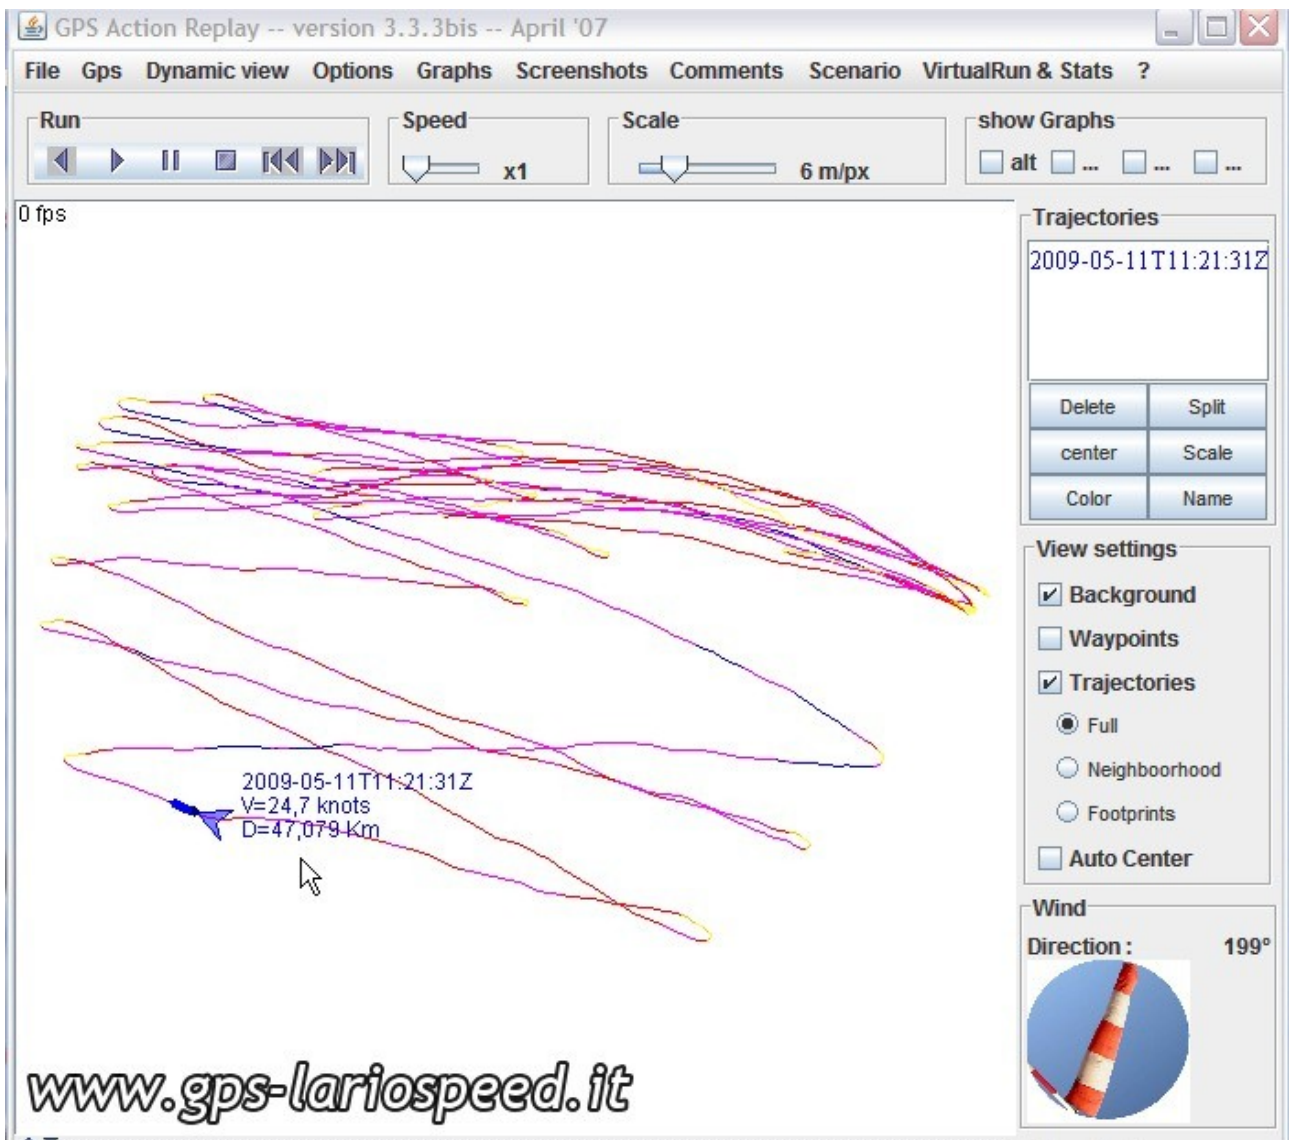 GPS Action Replay -- version 3.3.3bis -- April '07
File Gps Dynamic view Options Graphs Screenshots Comments Scenario VirtualRun & Stats ?
Run
Speed
x1
Scale
6 m/px
show Graphs
alt ... ... ...
0 fps
Trajectories
2009-05-11T11:21:31Z
Delete Split
center Scale
Color Name
View settings
Background
Waypoints
Trajectories
Full
Neighboorhood
Footprints
Auto Center
2009-05-11T11:21:31Z
V=24,7 knots
D=47,079 Km
Wind
Direction : 199°
www.gps-lariospeed.it